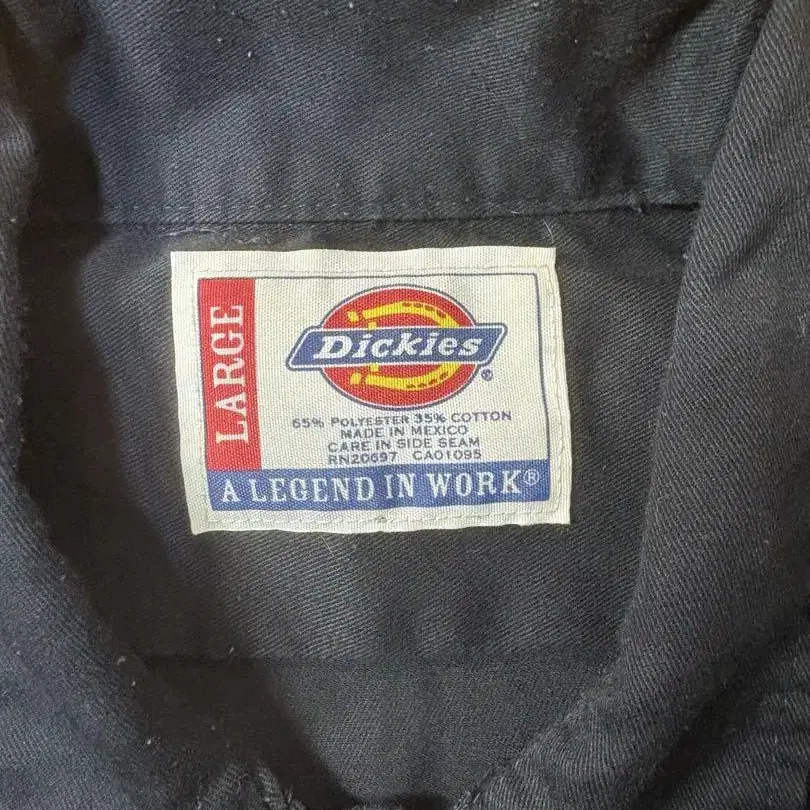 LARGE
Dickies®
65% POLYESTER 35% COTTON
MADE IN MEXICO
CARE IN SIDE SEAM
RN20697 CA01095
A LEGEND IN WORK®